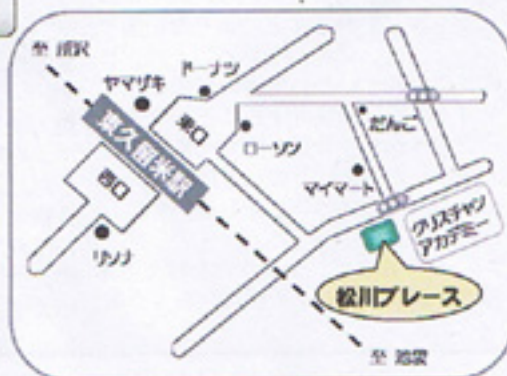 至 所沢
ヤマザキ
ドーナツ
東久留米駅
東口
西口
リソナ
ローソン
だんご
マイマート
クリスチャン
アカデミー
松川プレース
至 池袋